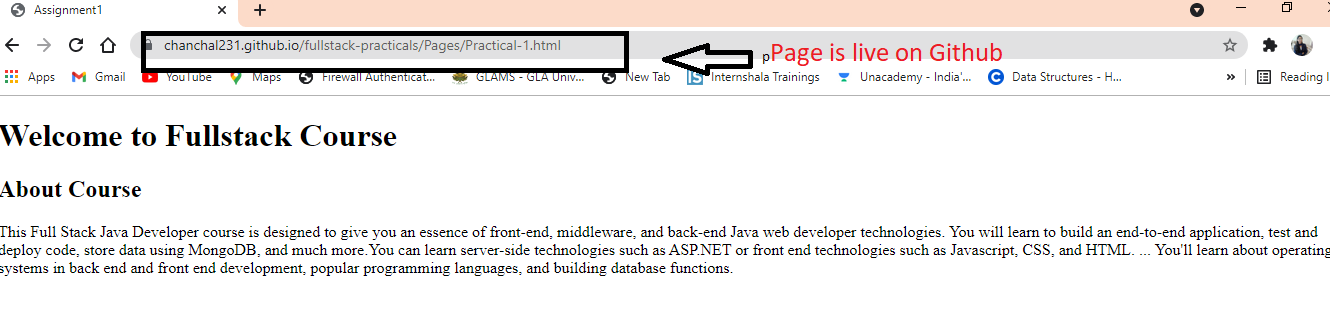 Assignment1
chanchal231.github.io/fullstack-practicals/Pages/Practical-1.html
p
Page is live on Github
Apps Gmail YouTube Maps Firewall Authenticat... GLAMS - GLA Univ... New Tab Internshala Trainings Unacademy - India'... Data Structures - H... » Reading l
Welcome to Fullstack Course
About Course
This Full Stack Java Developer course is designed to give you an essence of front-end, middleware, and back-end Java web developer technologies. You will learn to build an end-to-end application, test and
deploy code, store data using MongoDB, and much more.You can learn server-side technologies such as ASP.NET or front end technologies such as Javascript, CSS, and HTML. ... You'll learn about operating
systems in back end and front end development, popular programming languages, and building database functions.